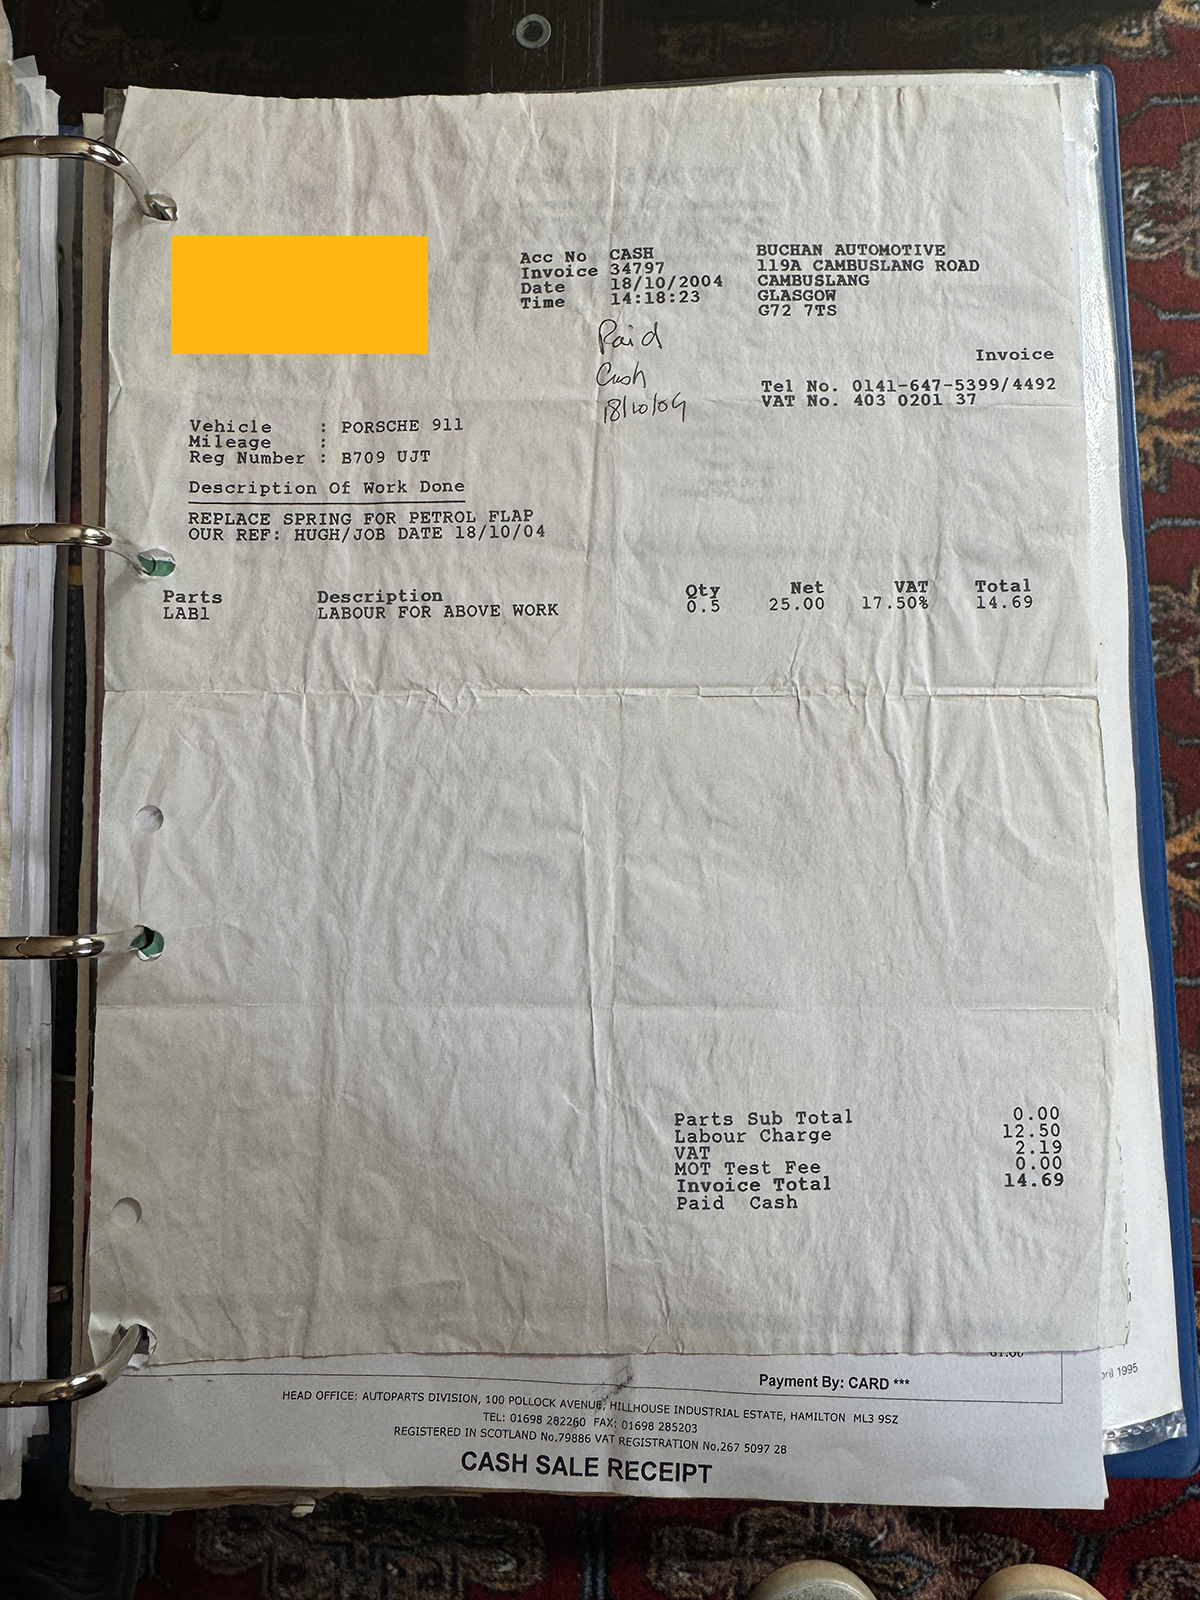 Acc No CASH
Invoice 34797
Date 18/10/2004
Time 14:18:23
BUCHAN AUTOMOTIVE
119A CAMBUSLANG ROAD
CAMBUSLANG
GLASGOW
G72 7TS
Paid
Cash
18/10/04
Invoice
Tel No. 0141-647-5399/4492
VAT No. 403 0201 37
Vehicle : PORSCHE 911
Mileage :
Reg Number : B709 UJT
Description Of Work Done
REPLACE SPRING FOR PETROL FLAP
OUR REF: HUGH/JOB DATE 18/10/04
Parts Description Qty Net VAT Total
LAB1 LABOUR FOR ABOVE WORK 0.5 25.00 17.50% 14.69
Parts Sub Total 0.00
Labour Charge 12.50
VAT 2.19
MOT Test Fee 0.00
Invoice Total 14.69
Paid Cash
Payment By: CARD ***
1995
HEAD OFFICE; AUTOPARTS DIVISION, 100 POLLOCK AVENUE, HILLHOUSE INDUSTRIAL ESTATE, HAMILTON ML3 9SZ
TEL: 01698 282260 FAX: 01698 285203
REGISTERED IN SCOTLAND No.79886 VAT REGISTRATION No.267 5097 28
CASH SALE RECEIPT